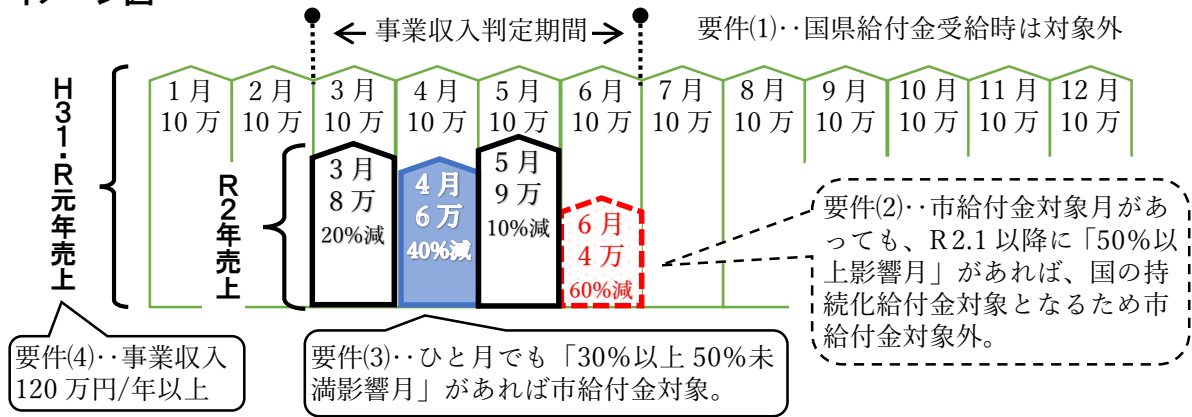 事業収入判定期間
要件(1)‥国県給付金受給時は対象外
H31・R元年売上
1月
10万
2月
10万
3月
10万
4月
10万
5月
10万
6月
10万
7月
10万
8月
10万
9月
10万
10月
10万
11月
10万
12月
10万
R2年売上
3月
8万
20%減
4月
6万
40%減
5月
9万
10%減
6月
4万
60%減
要件(2)‥市給付金対象月があ
っても、R2.1以降に「50%以
上影響月」があれば、国の持
続化給付金対象となるため市
給付金対象外。
要件(4)‥事業収入
120万円/年以上
要件(3)‥ひと月でも「30%以上50%未
満影響月」があれば市給付金対象。